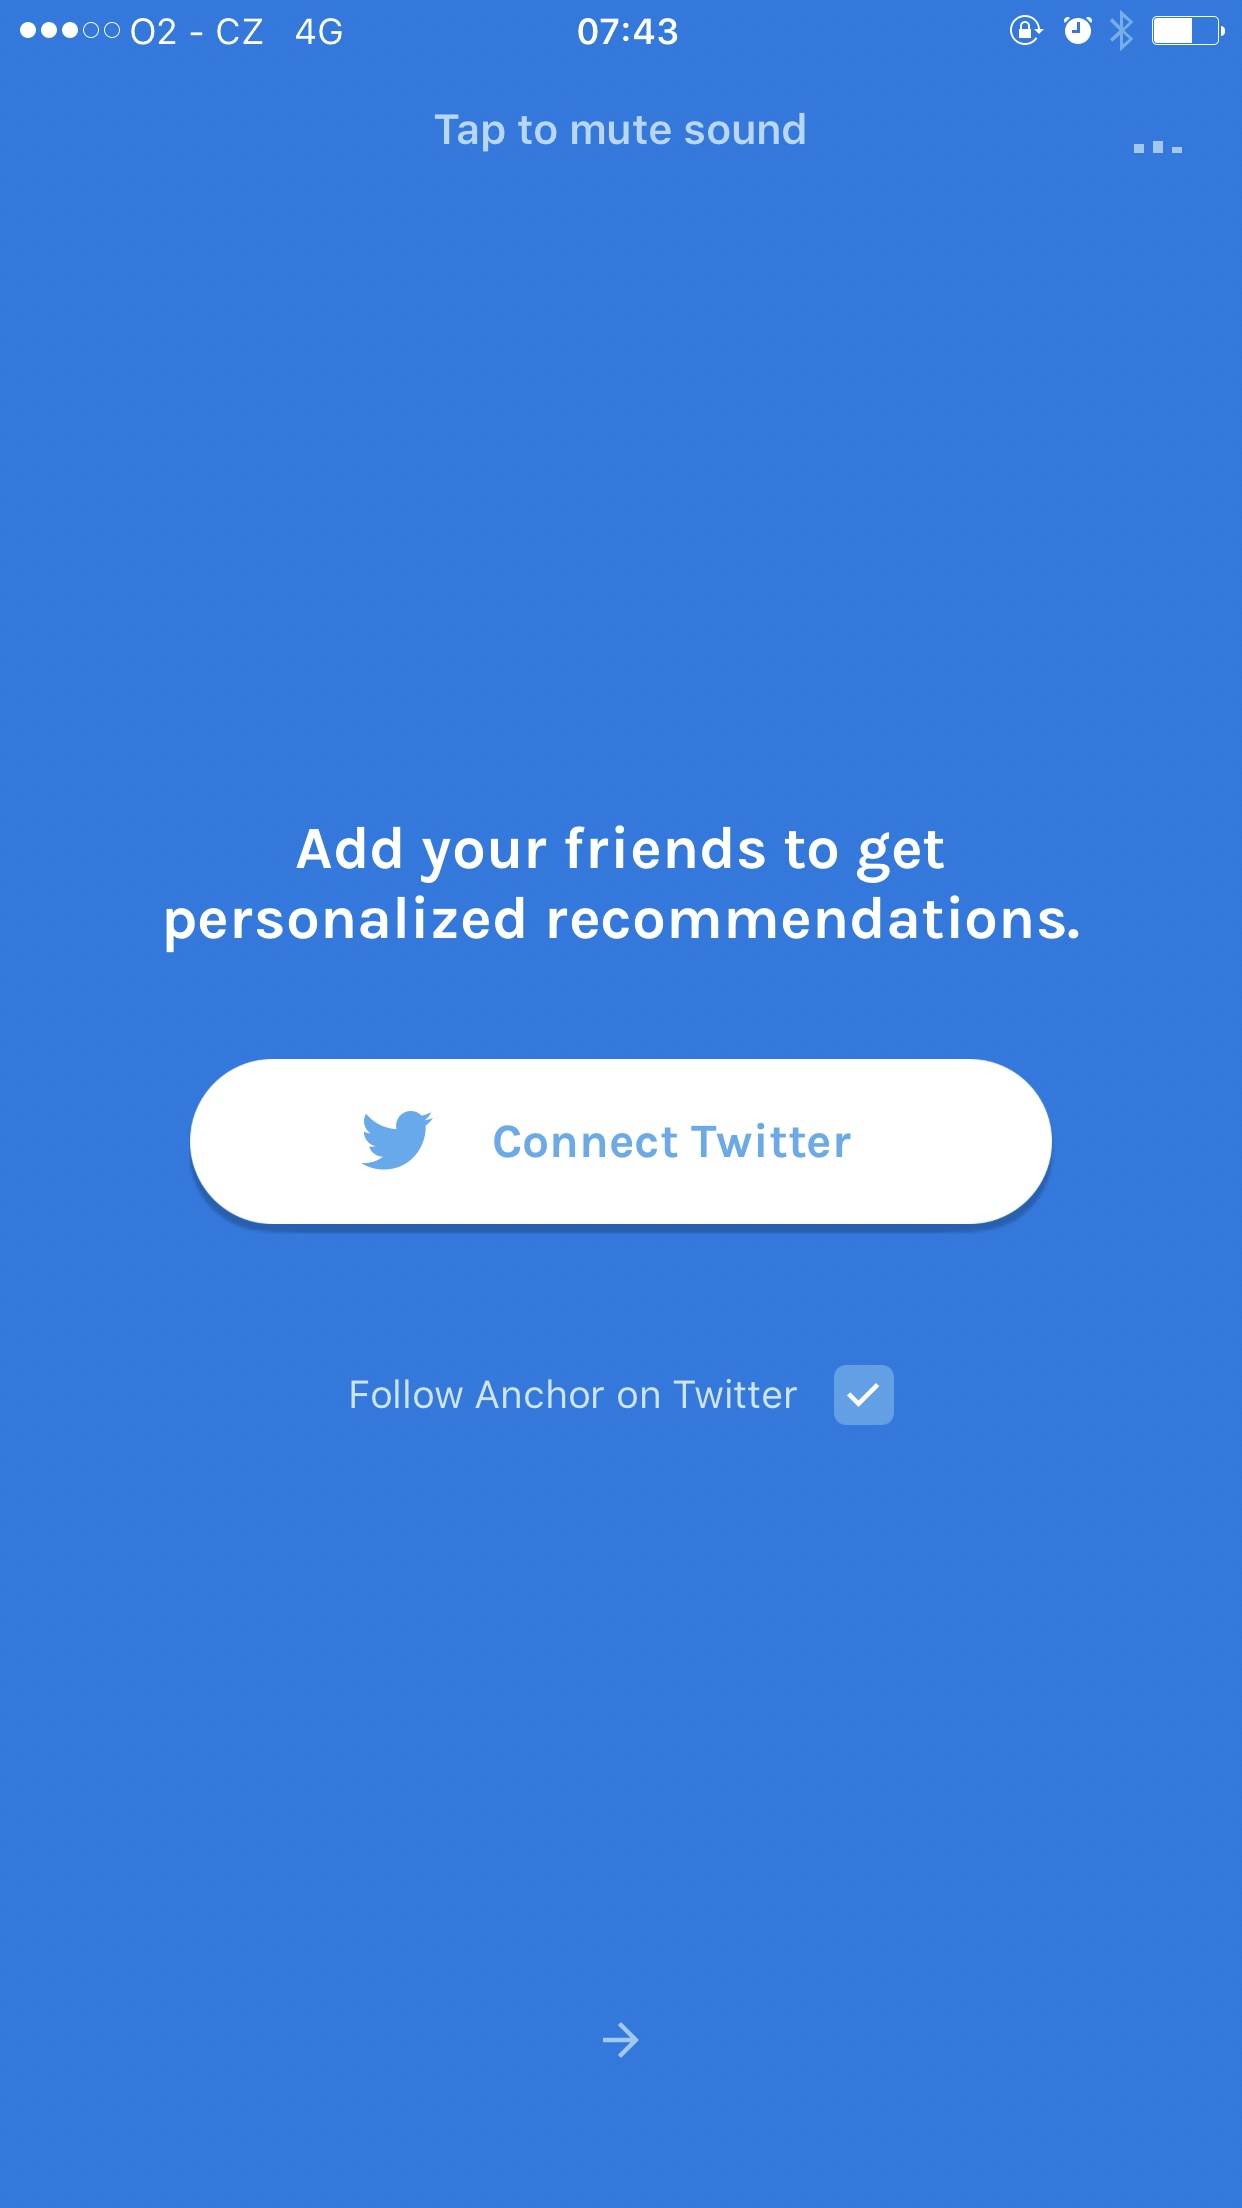 O2 - CZ 4G 07:43
Tap to mute sound
Add your friends to get
personalized recommendations.
Connect Twitter
Follow Anchor on Twitter